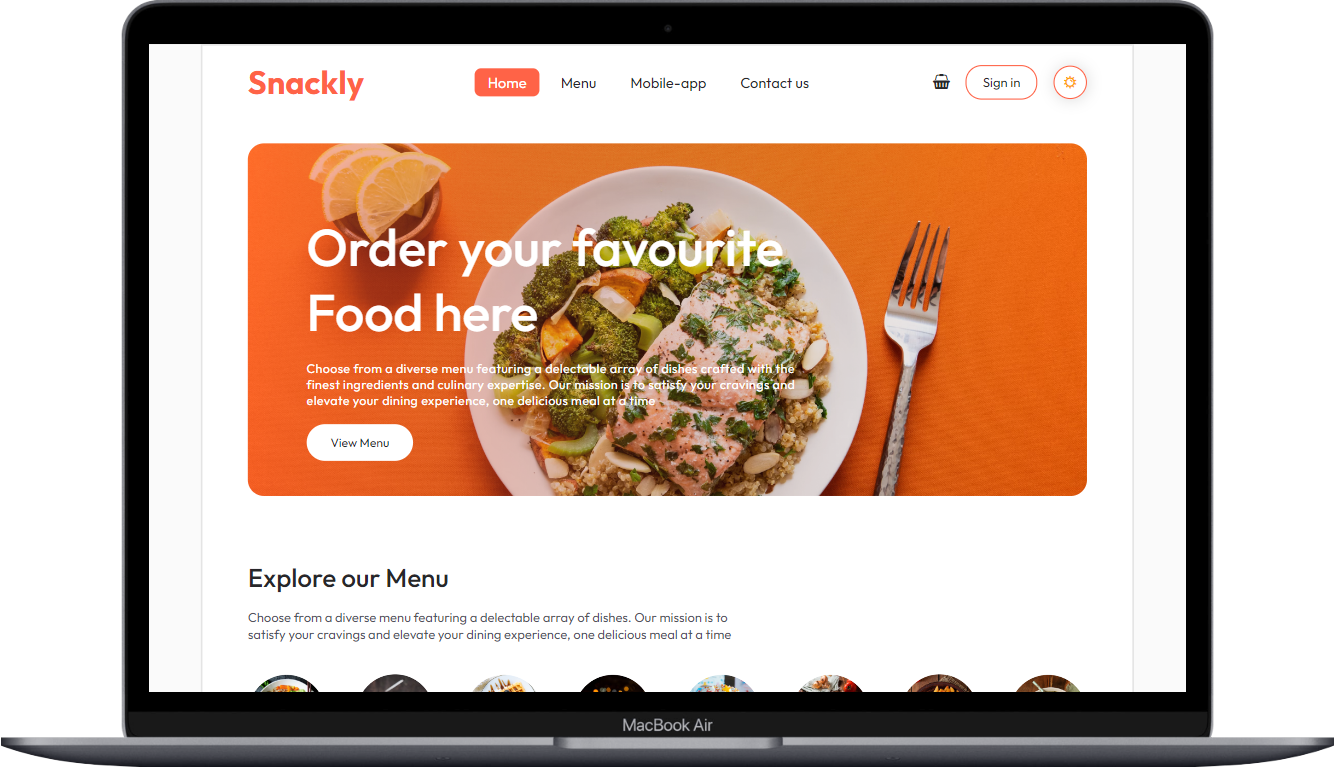 Snackly
Home
Menu
Mobile-app
Contact us
Sign in
Order your favourite
Food here
Choose from a diverse menu featuring a delectable array of dishes crafted with the
finest ingredients and culinary expertise. Our mission is to satisfy your cravings and
elevate your dining experience, one delicious meal at a time
View Menu
Explore our Menu
Choose from a diverse menu featuring a delectable array of dishes. Our mission is to
satisfy your cravings and elevate your dining experience, one delicious meal at a time
MacBook Air